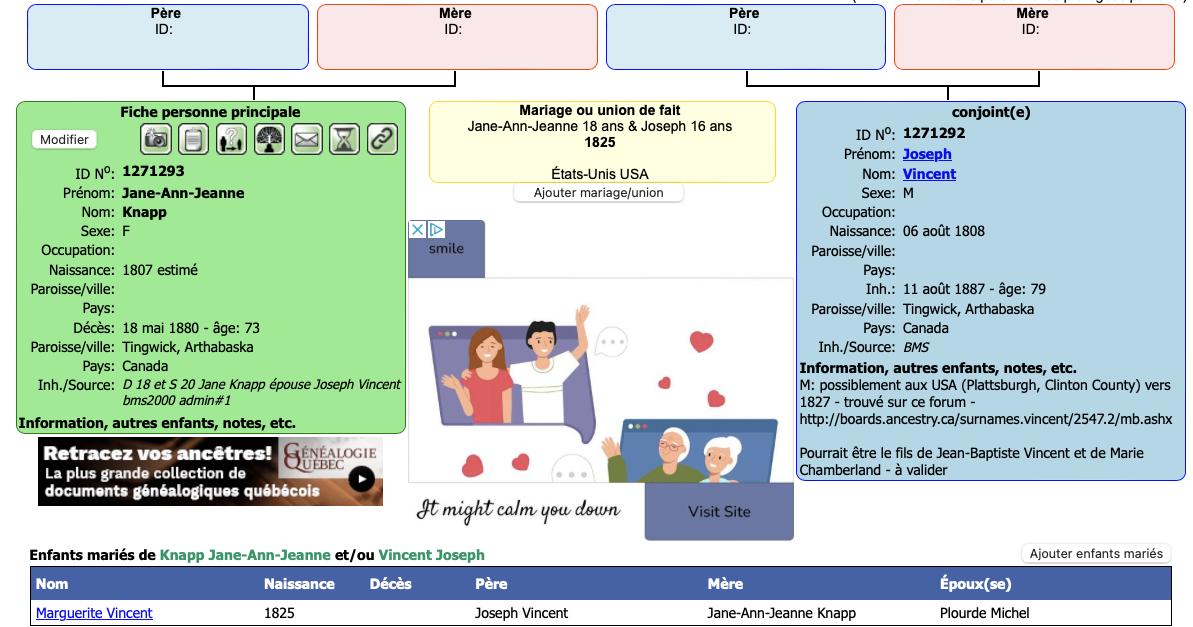 Père
ID:
Mère
ID:
Père
ID:
Mère
ID:
Fiche personne principale
Modifier
ID Nº: 1271293
Prénom: Jane-Ann-Jeanne
Nom: Knapp
Sexe: F
Occupation:
Naissance: 1807 estimé
Paroisse/ville:
Pays:
Décès: 18 mai 1880 - âge: 73
Paroisse/ville: Tingwick, Arthabaska
Pays: Canada
Inh./Source: D 18 et S 20 Jane Knapp épouse Joseph Vincent
bms2000 admin#1
Information, autres enfants, notes, etc.
Retracez vos ancêtres!
La plus grande collection de
documents généalogiques québécois
GÉNÉALOGIE
QUÉBEC
Mariage ou union de fait
Jane-Ann-Jeanne 18 ans & Joseph 16 ans
1825
États-Unis USA
Ajouter mariage/union
smile
It might calm you down
Visit Site
conjoint(e)
ID Nº: 1271292
Prénom: Joseph
Nom: Vincent
Sexe: M
Occupation:
Naissance: 06 août 1808
Paroisse/ville:
Pays:
Inh.: 11 août 1887 - âge: 79
Paroisse/ville: Tingwick, Arthabaska
Pays: Canada
Inh./Source: BMS
Information, autres enfants, notes, etc.
M: possiblement aux USA (Plattsburgh, Clinton County) vers
1827 - trouvé sur ce forum -
http://boards.ancestry.ca/surnames.vincent/2547.2/mb.ashx
Pourrait être le fils de Jean-Baptiste Vincent et de Marie
Chamberland - à valider
Enfants mariés de Knapp Jane-Ann-Jeanne et/ou Vincent Joseph
Ajouter enfants mariés
Nom Naissance Décès Père Mère Époux(se)
Marguerite Vincent 1825 Joseph Vincent Jane-Ann-Jeanne Knapp Plourde Michel